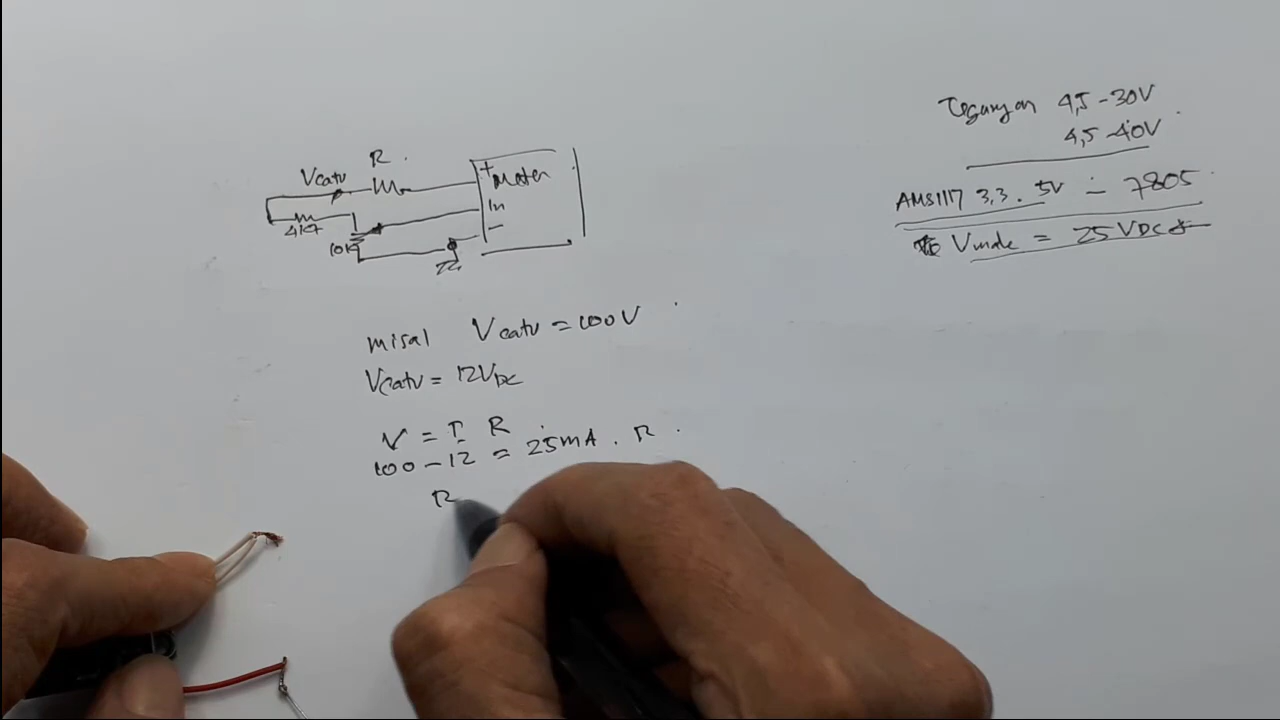 Vcatu R
+ Meter
In
-
4k7
10k
misal Vcatu = 100V
Vcatu = 12VDC
V = I R
100 - 12 = 25mA . R
R
Tegangan 4,5 - 30V
4,5 - 40V
AMS1117 3,3. 5V - 7805
Vmak = 25 VDC